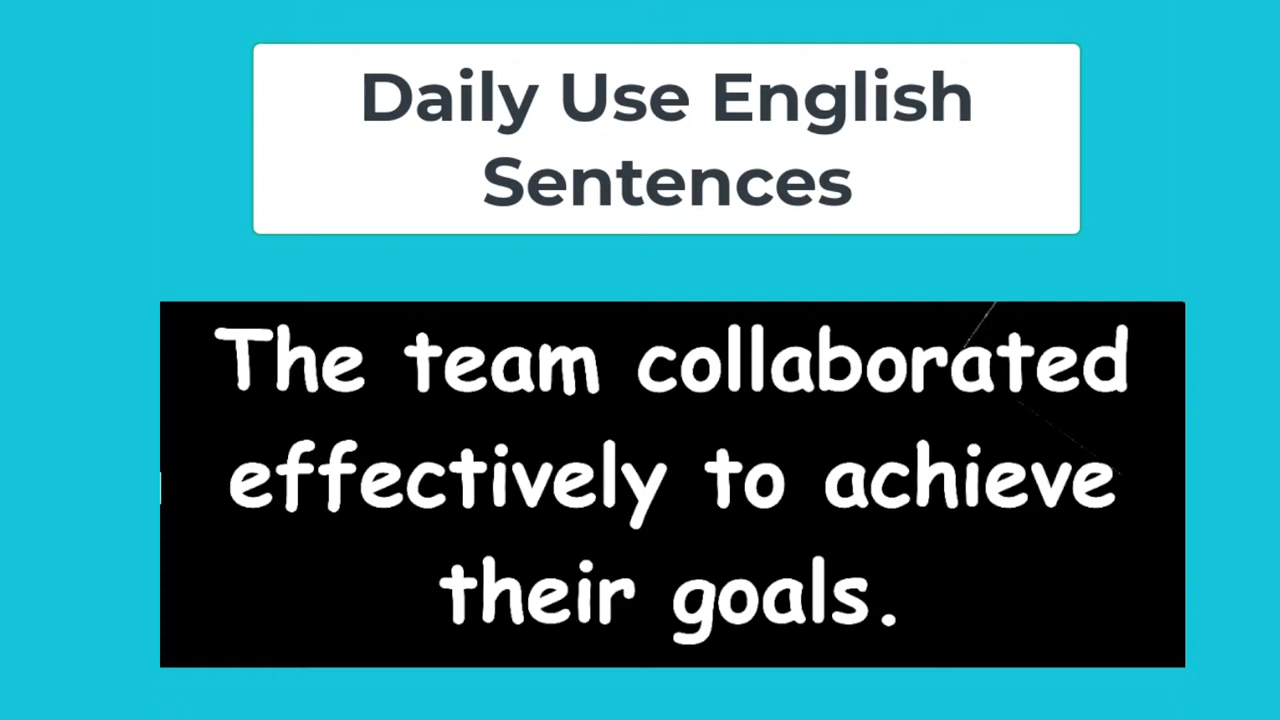 Daily Use English
Sentences
The team collaborated
effectively to achieve
their goals.